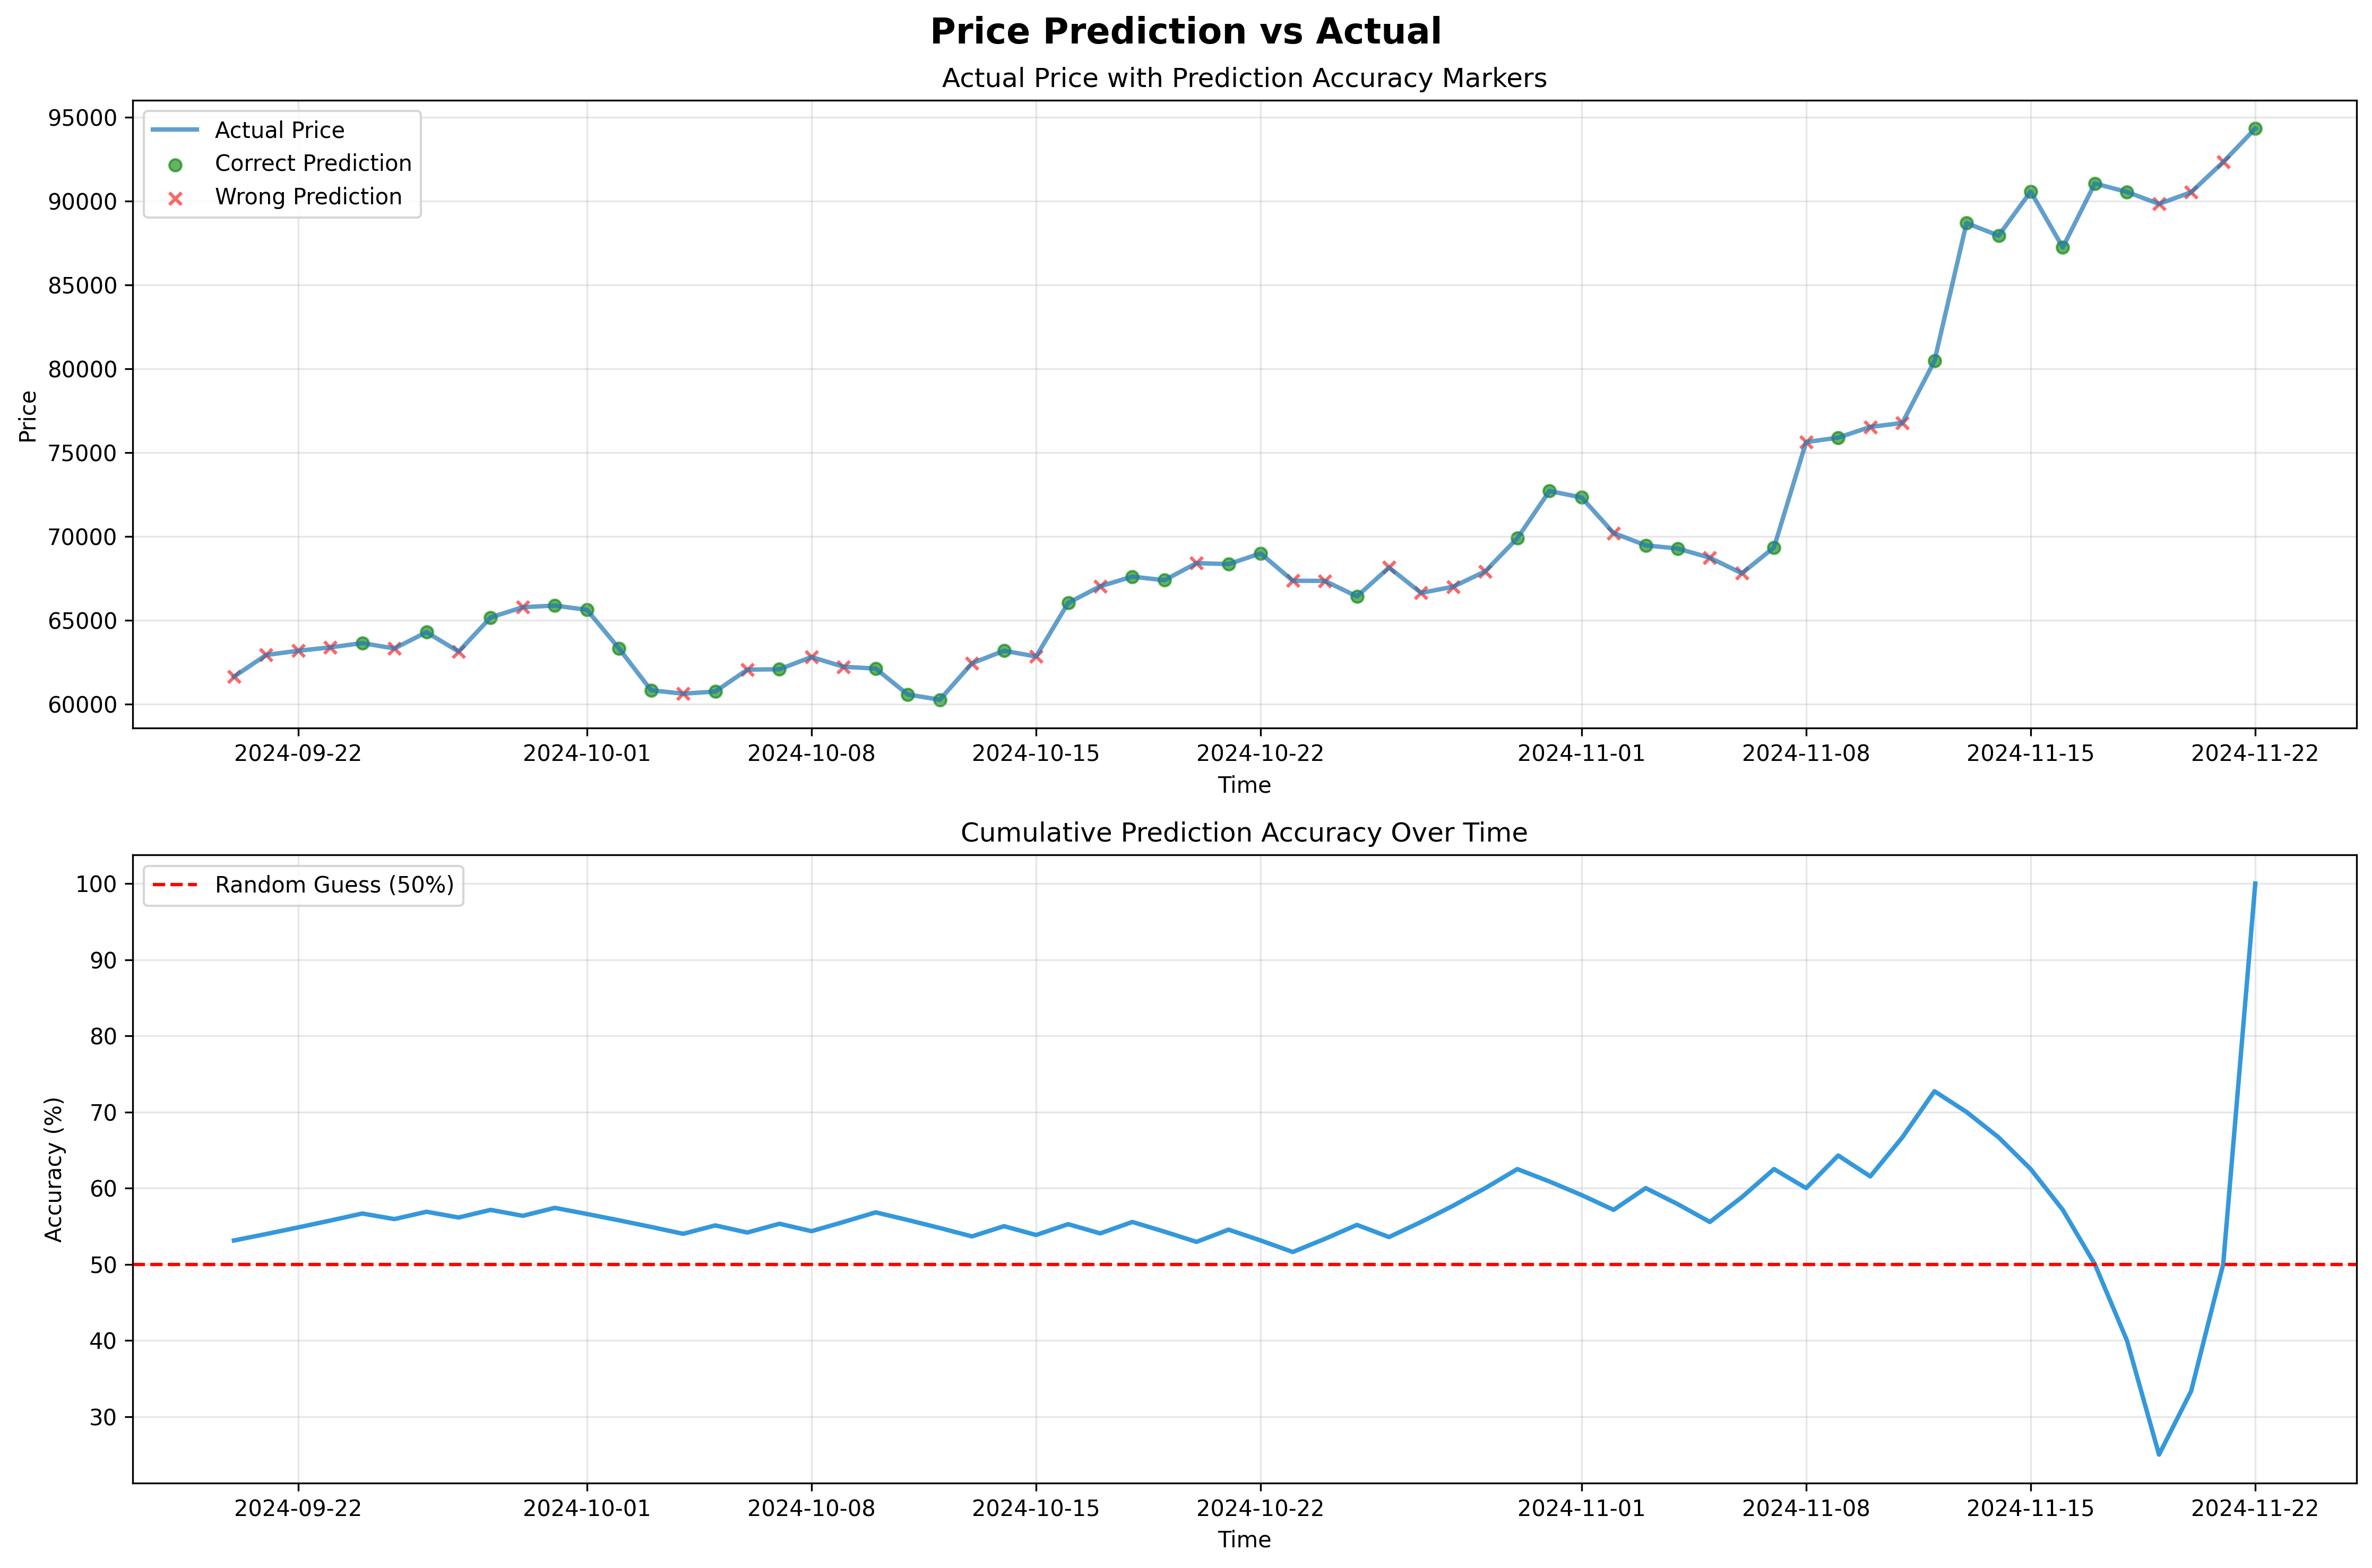 Price Prediction vs Actual
Actual Price with Prediction Accuracy Markers
Actual Price
Correct Prediction
Wrong Prediction
95000
90000
85000
80000
75000
70000
65000
60000
Price
2024-09-22 2024-10-01 2024-10-08 2024-10-15 2024-10-22 2024-11-01 2024-11-08 2024-11-15 2024-11-22
Time
Cumulative Prediction Accuracy Over Time
Random Guess (50%)
100
90
80
70
60
50
40
30
Accuracy (%)
2024-09-22 2024-10-01 2024-10-08 2024-10-15 2024-10-22 2024-11-01 2024-11-08 2024-11-15 2024-11-22
Time